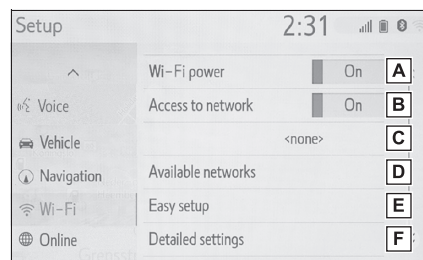 Setup 2:31
Wi-Fi power On A
Voice Access to network On B
Vehicle <none> C
Navigation Available networks D
Wi-Fi Easy setup E
Online Detailed settings F